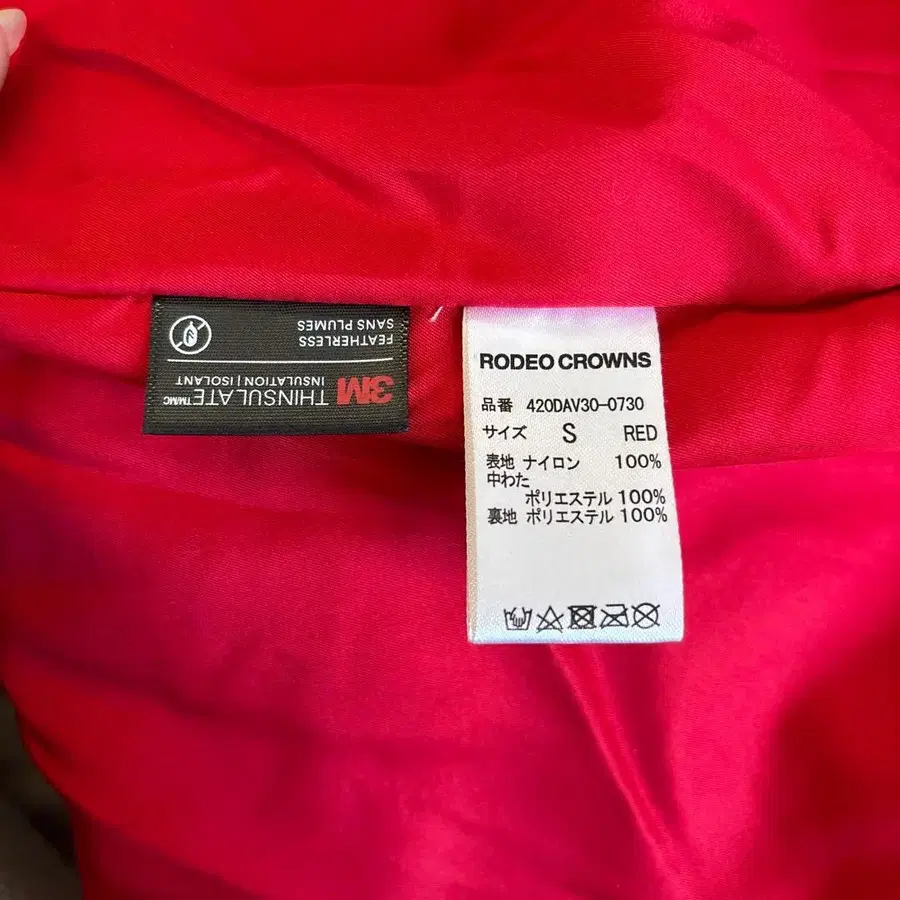 3M THINSULATE™/MC
INSULATION | ISOLANT
FEATHERLESS
SANS PLUMES
RODEO CROWNS
品番 420DAV30-0730
サイズ S RED
表地 ナイロン 100%
中わた
ポリエステル 100%
裏地 ポリエステル 100%